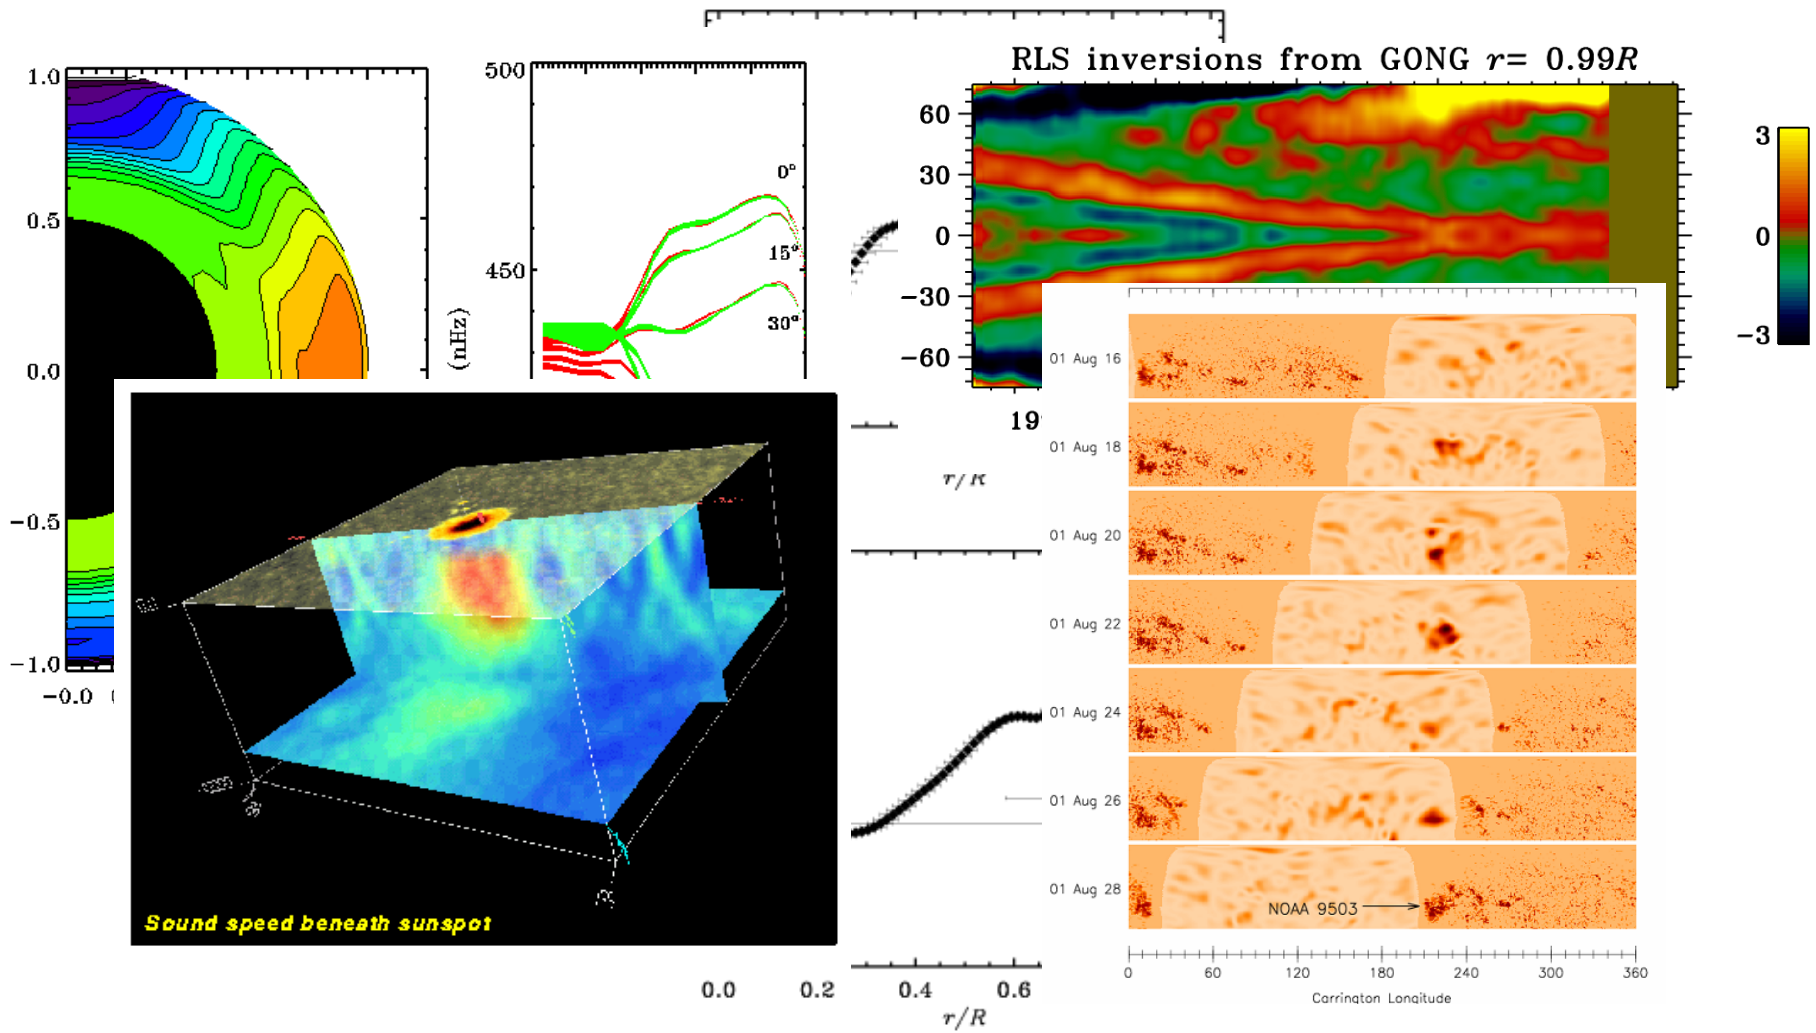 RLS inversions from GONG r= 0.99R
1.0
0.5
0.0
−0.5
−1.0
−0.0
500
450
(nHz)
0°
15°
30°
60
30
0
−30
−60
19
3
0
−3
r/R
01 Aug 16
01 Aug 18
01 Aug 20
01 Aug 22
01 Aug 24
01 Aug 26
01 Aug 28
NOAA 9503
0 60 120 180 240 300 360
Carrington Longitude
Sound speed beneath sunspot
0.0 0.2 0.4 0.6
r/R